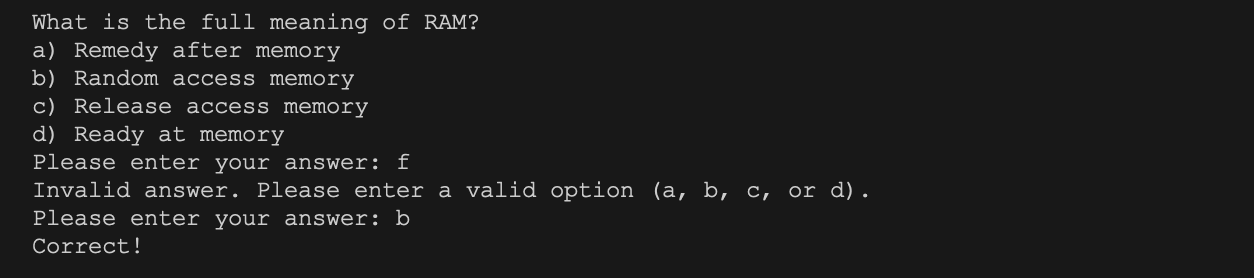 What is the full meaning of RAM?
a) Remedy after memory
b) Random access memory
c) Release access memory
d) Ready at memory
Please enter your answer: f
Invalid answer. Please enter a valid option (a, b, c, or d).
Please enter your answer: b
Correct!